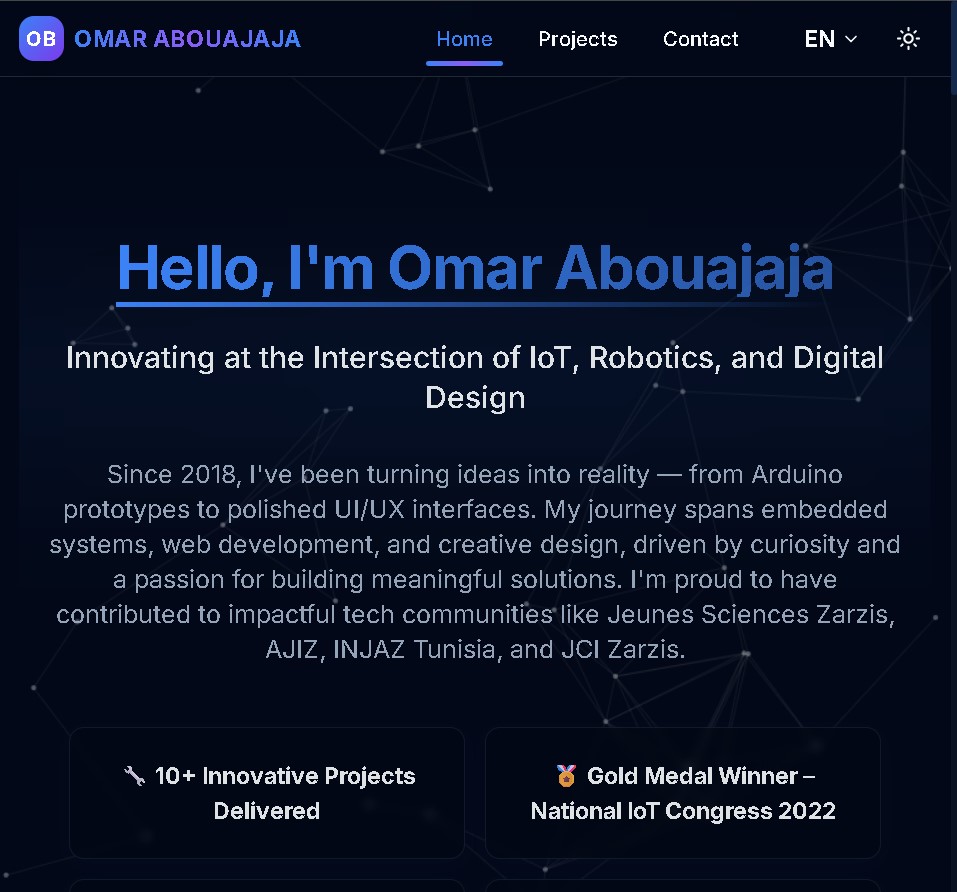 OB OMAR ABOUAJAJA Home Projects Contact EN
Hello, I'm Omar Abouajaja
Innovating at the Intersection of IoT, Robotics, and Digital
Design
Since 2018, I've been turning ideas into reality — from Arduino
prototypes to polished UI/UX interfaces. My journey spans embedded
systems, web development, and creative design, driven by curiosity and
a passion for building meaningful solutions. I'm proud to have
contributed to impactful tech communities like Jeunes Sciences Zarzis,
AJIZ, INJAZ Tunisia, and JCI Zarzis.
🔧 10+ Innovative Projects
Delivered
🏅 Gold Medal Winner –
National IoT Congress 2022